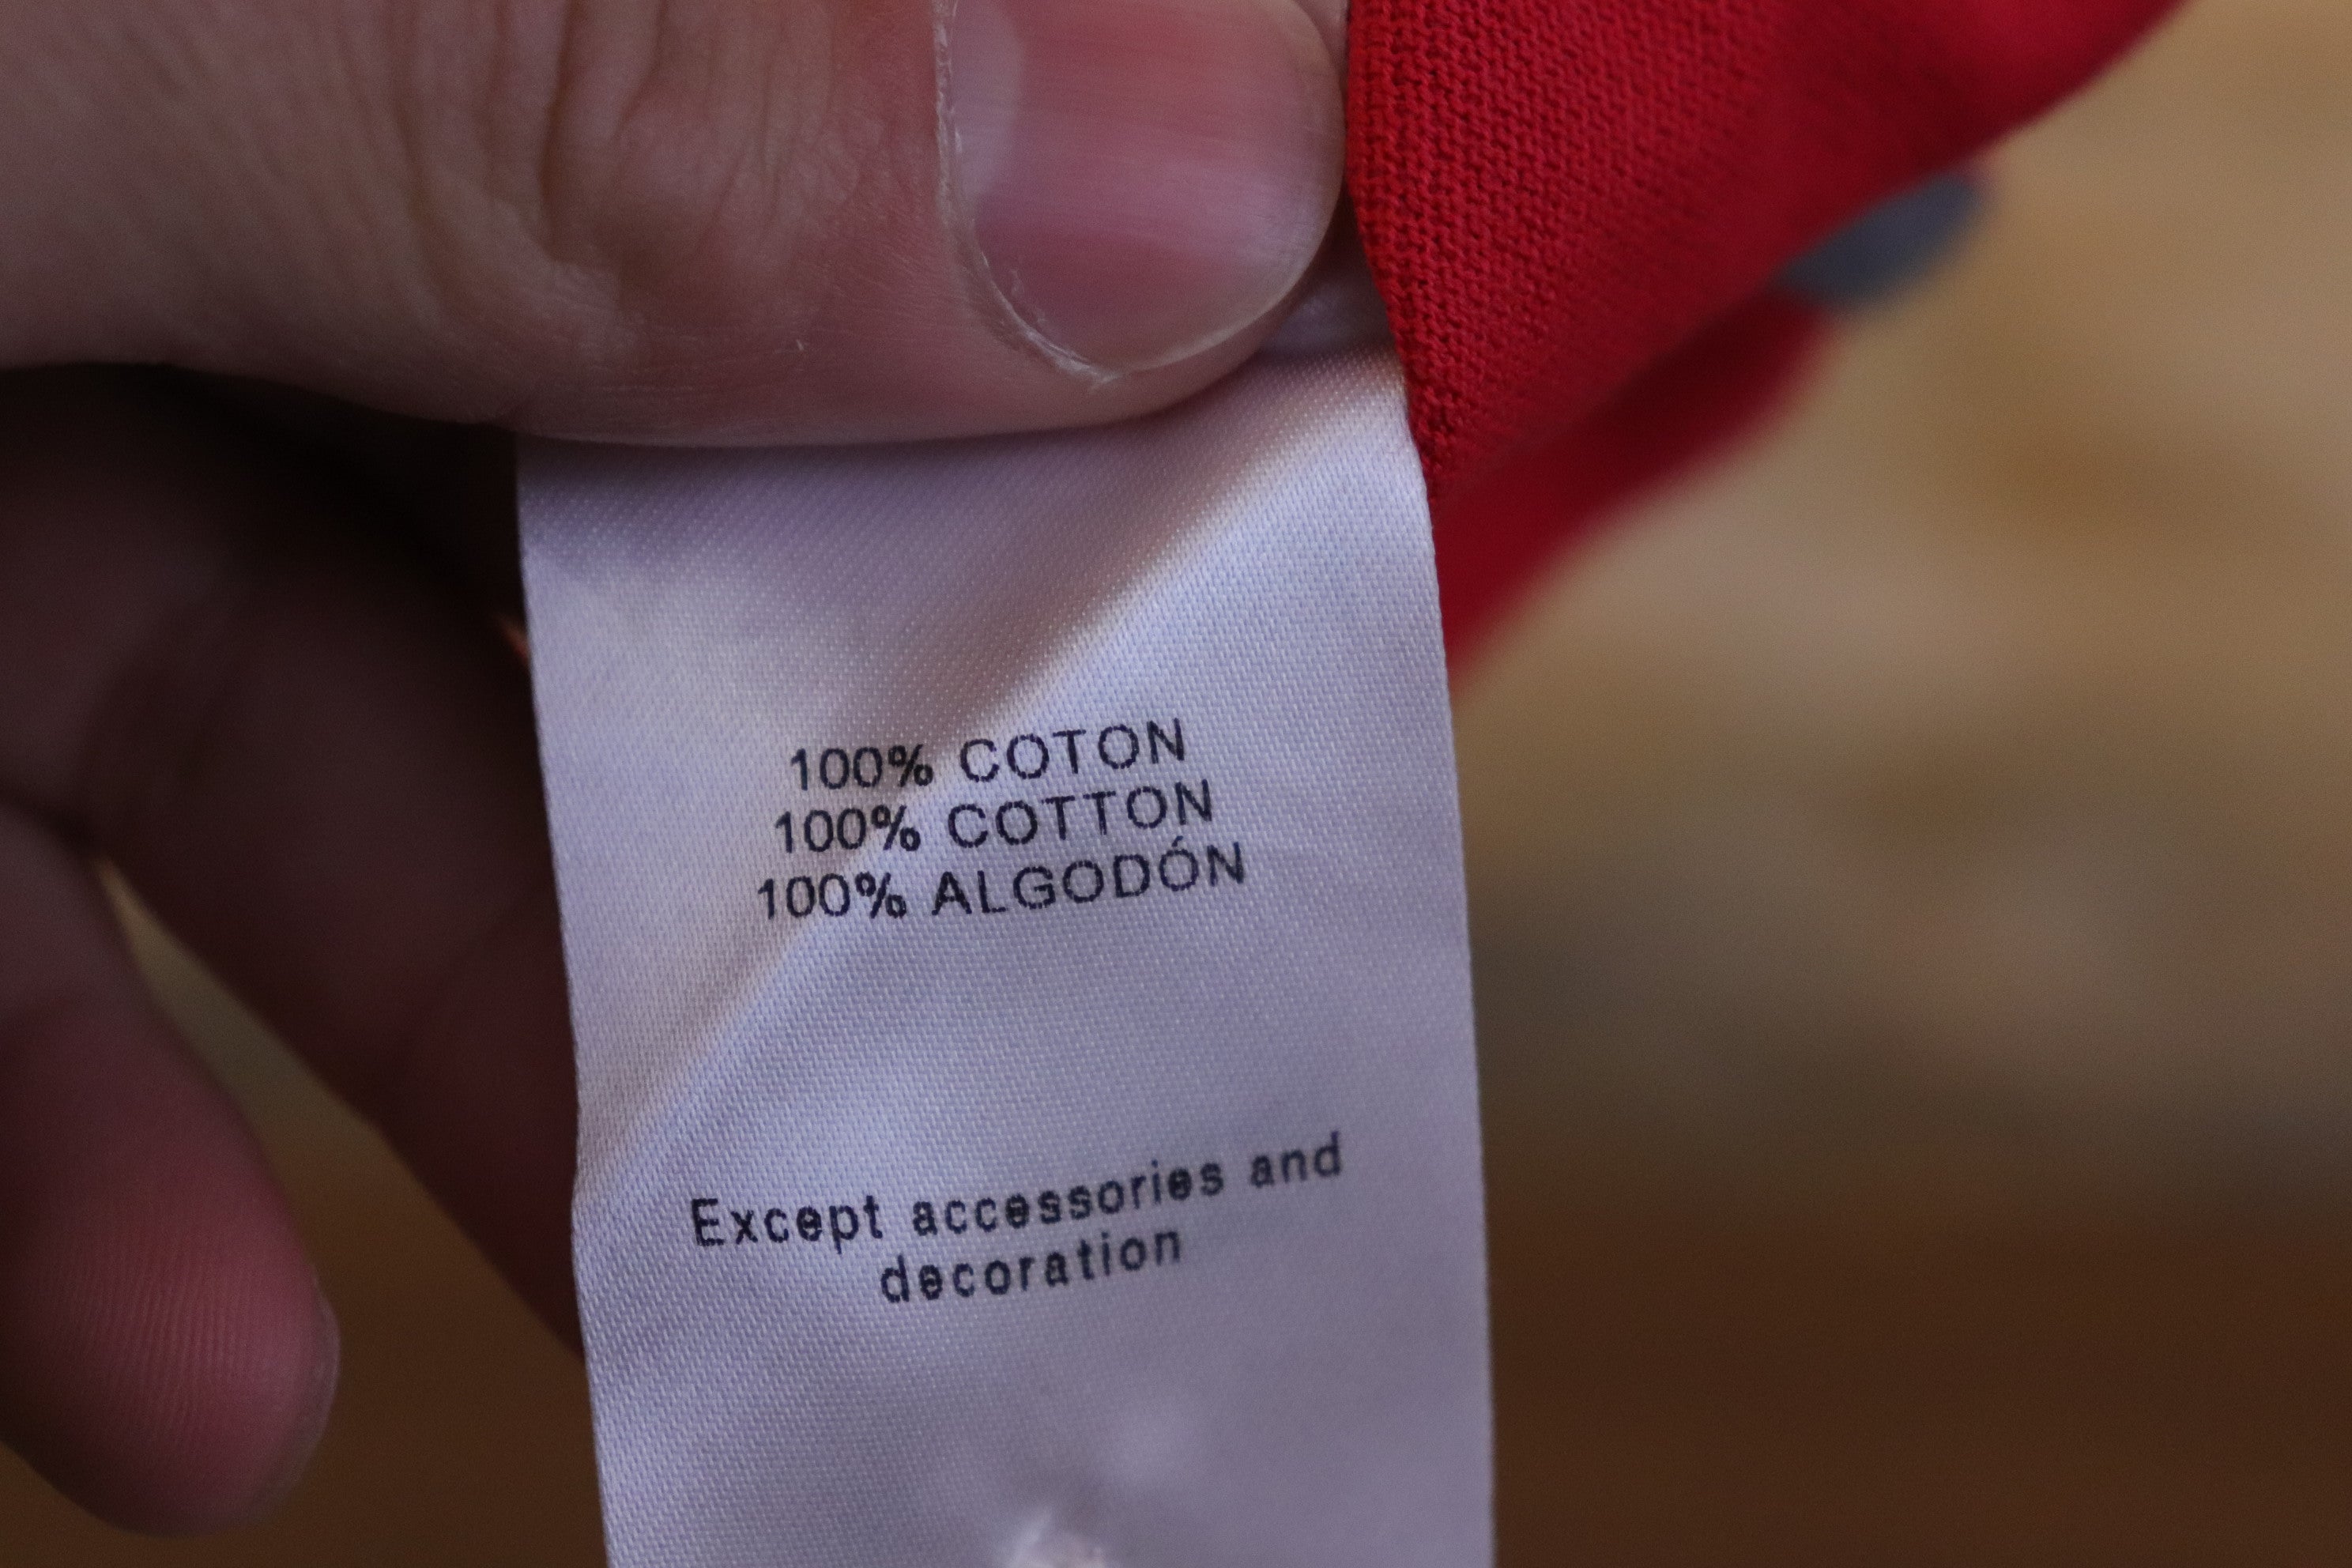 100% COTON
100% COTTON
100% ALGODÓN
Except accessories and
decoration